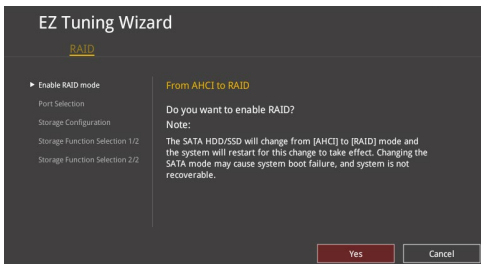 EZ Tuning Wizard
RAID
Enable RAID mode
Port Selection
Storage Configuration
Storage Function Selection 1/2
Storage Function Selection 2/2
From AHCI to RAID
Do you want to enable RAID?
Note:
The SATA HDD/SSD will change from [AHCI] to [RAID] mode and
the system will restart for this change to take effect. Changing the
SATA mode may cause system boot failure, and system is not
recoverable.
Yes
Cancel